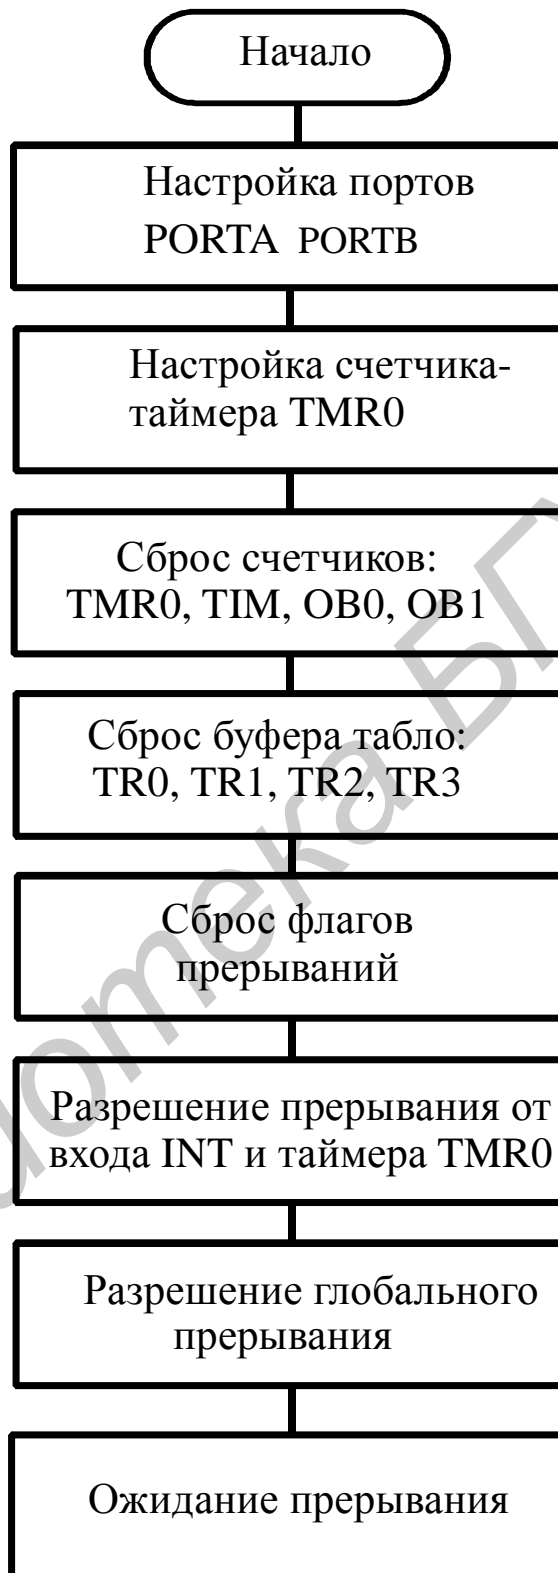 Начало
Настройка портов
PORTA PORTB
Настройка счетчика-
таймера TMR0
Сброс счетчиков:
TMR0, TIM, OB0, OB1
Сброс буфера табло:
TR0, TR1, TR2, TR3
Сброс флагов
прерываний
Разрешение прерывания от
входа INT и таймера TMR0
Разрешение глобального
прерывания
Ожидание прерывания